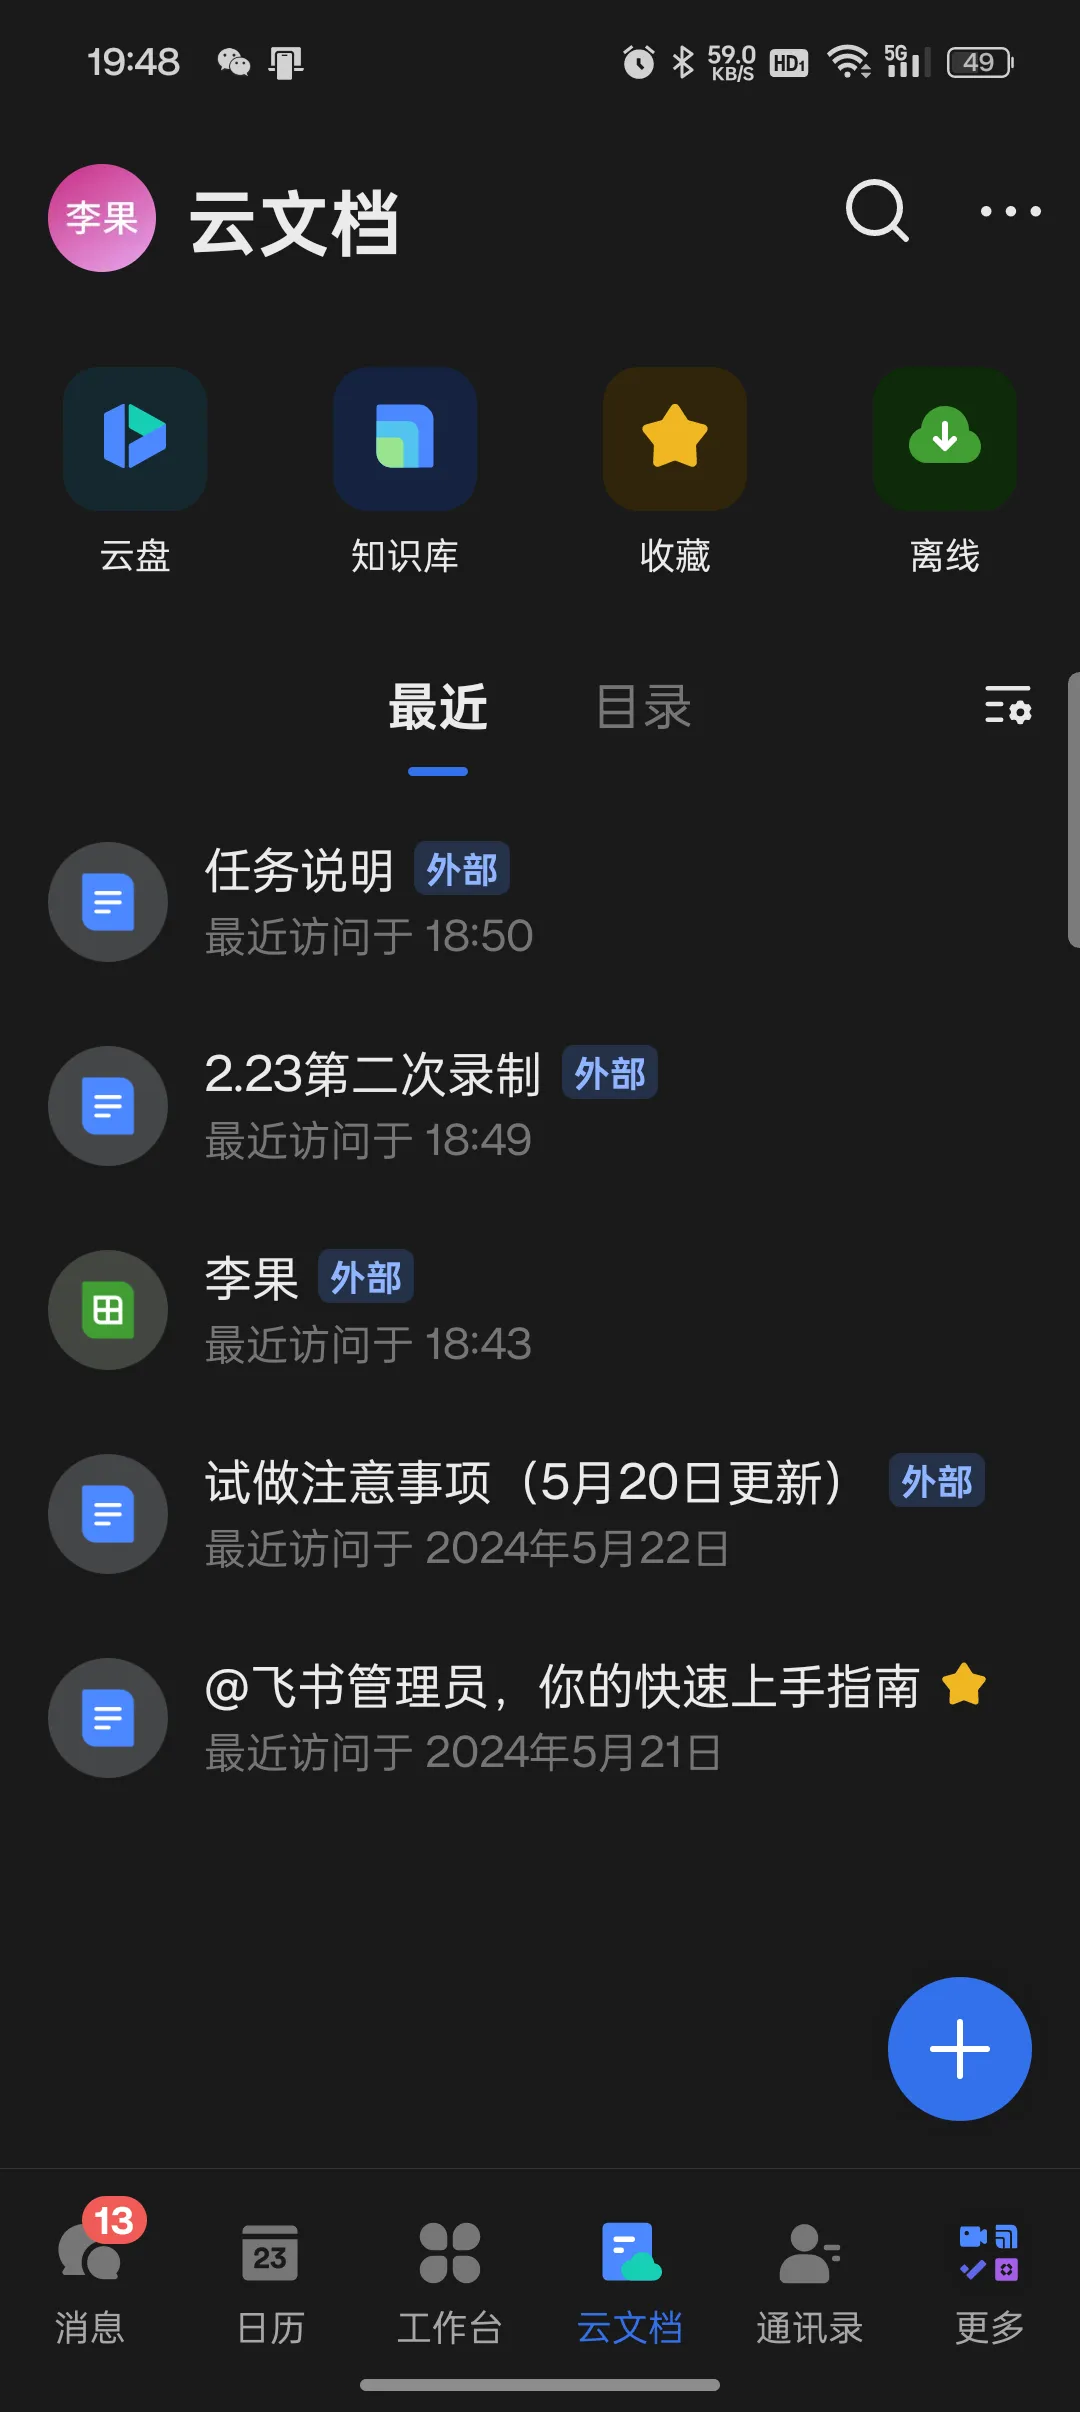 19:48
59.0 KB/S HD1 5G 49
李果 云文档
云盘 知识库 收藏 离线
最近 目录
任务说明 外部
最近访问于 18:50
2.23第二次录制 外部
最近访问于 18:49
李果 外部
最近访问于 18:43
试做注意事项（5月20日更新） 外部
最近访问于 2024年5月22日
@飞书管理员，你的快速上手指南
最近访问于 2024年5月21日
13
23
消息 日历 工作台 云文档 通讯录 更多